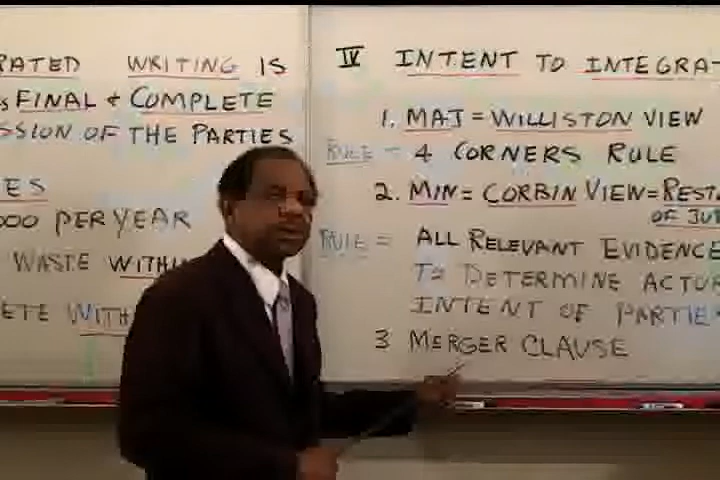 RATED WRITING IS
s FINAL & COMPLETE
SSION OF THE PARTIES
ES
000 PER YEAR
WASTE WITHI
ETE WITH
IV INTENT TO INTEGRAT
1. MAJ = WILLISTON VIEW
RULE - 4 CORNERS RULE
2. MIN = CORBIN VIEW = REST
OF JU
RULE = ALL RELEVANT EVIDENCE
TO DETERMINE ACTU
INTENT OF PARTIE
3 MERGER CLAUSE